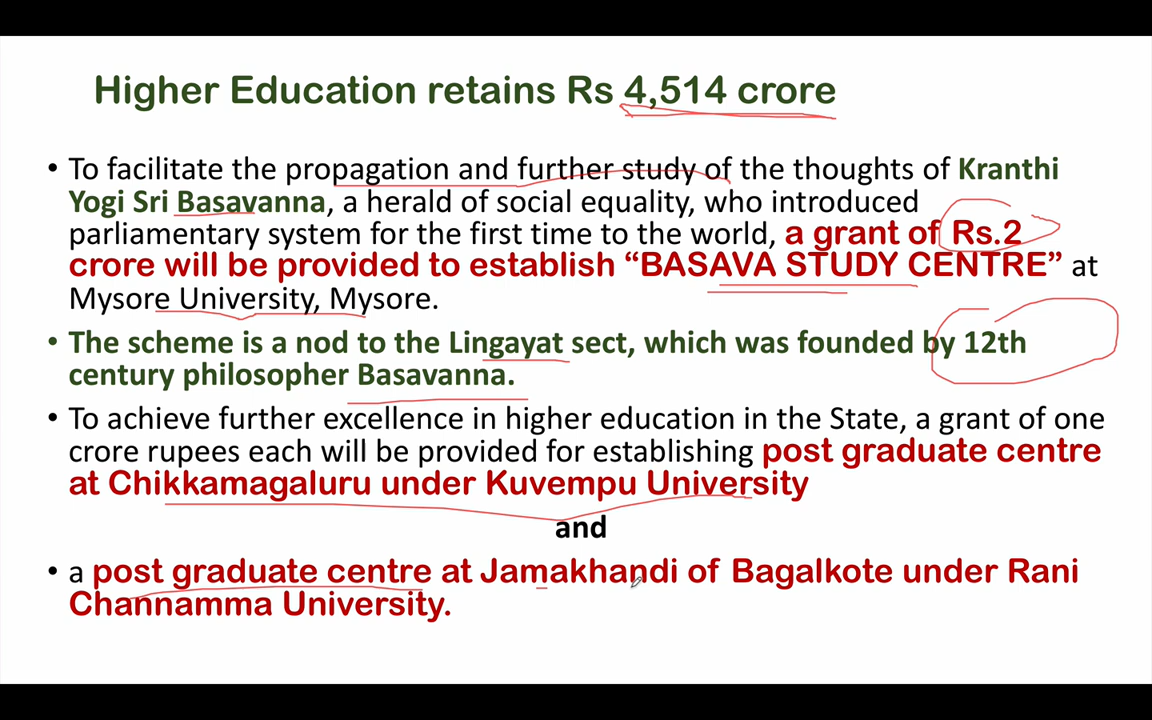 Higher Education retains Rs 4,514 crore
• To facilitate the propagation and further study of the thoughts of Kranthi
Yogi Sri Basavanna, a herald of social equality, who introduced
parliamentary system for the first time to the world, a grant of Rs.2
crore will be provided to establish “BASAVA STUDY CENTRE” at
Mysore University, Mysore.
• The scheme is a nod to the Lingayat sect, which was founded by 12th
century philosopher Basavanna.
• To achieve further excellence in higher education in the State, a grant of one
crore rupees each will be provided for establishing post graduate centre
at Chikkamagaluru under Kuvempu University
and
• a post graduate centre at Jamakhandi of Bagalkote under Rani
Channamma University.